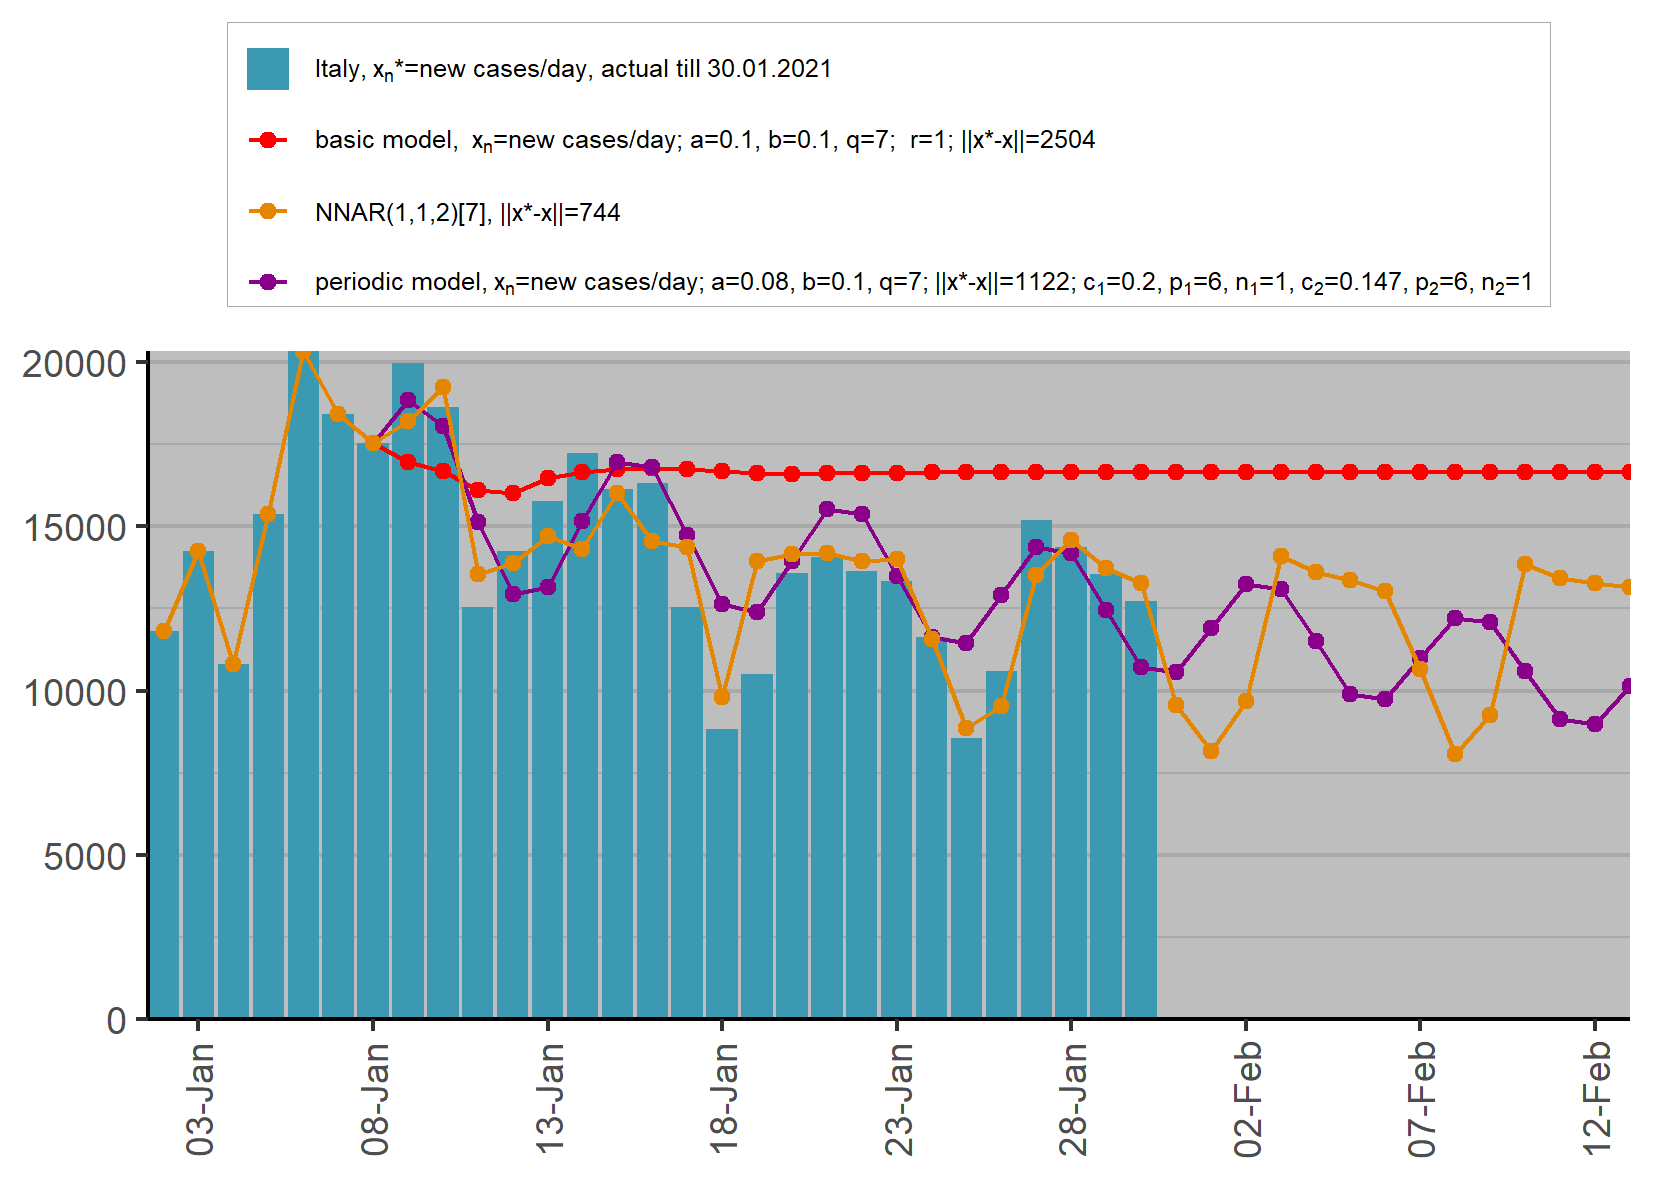 Italy, xn*=new cases/day, actual till 30.01.2021
basic model,  xn=new cases/day; a=0.1, b=0.1, q=7;  r=1; ||x*-x||=2504
NNAR(1,1,2)[7], ||x*-x||=744
periodic model, xn=new cases/day; a=0.08, b=0.1, q=7; ||x*-x||=1122; c1=0.2, p1=6, n1=1, c2=0.147, p2=6, n2=1
20000
15000
10000
5000
0
03-Jan
08-Jan
13-Jan
18-Jan
23-Jan
28-Jan
02-Feb
07-Feb
12-Feb